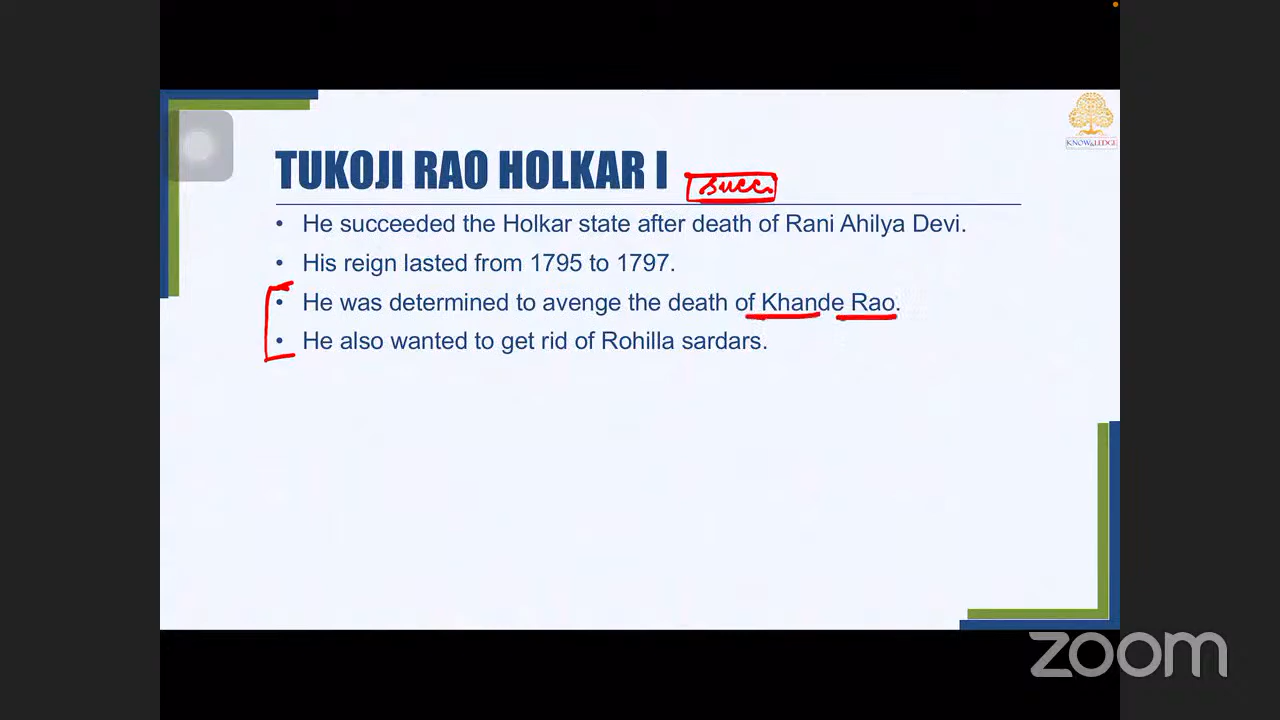 KNOWLEDGE
TUKOJI RAO HOLKAR I
succ.
• He succeeded the Holkar state after death of Rani Ahilya Devi.
• His reign lasted from 1795 to 1797.
• He was determined to avenge the death of Khande Rao.
• He also wanted to get rid of Rohilla sardars.
zoom